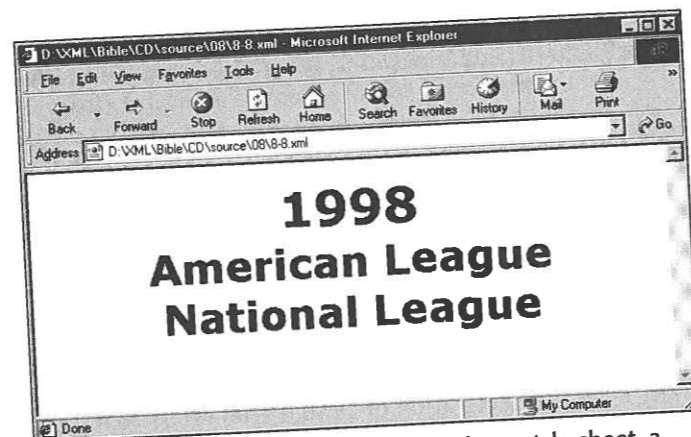 D:\XML\Bible\CD\source\08\8-8.xml - Microsoft Internet Explorer
File Edit View Favorites Tools Help
Back Forward Stop Refresh Home Search Favorites History Mail Print »
Address D:\XML\Bible\CD\source\08\8-8.xml Go
1998
American League
National League
Done My Computer
style sheet a